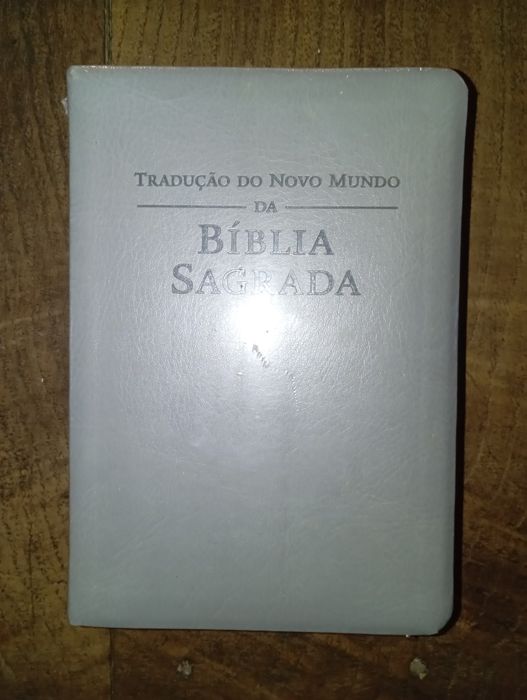 TRADUÇÃO DO NOVO MUNDO
DA
BÍBLIA
SAGRADA